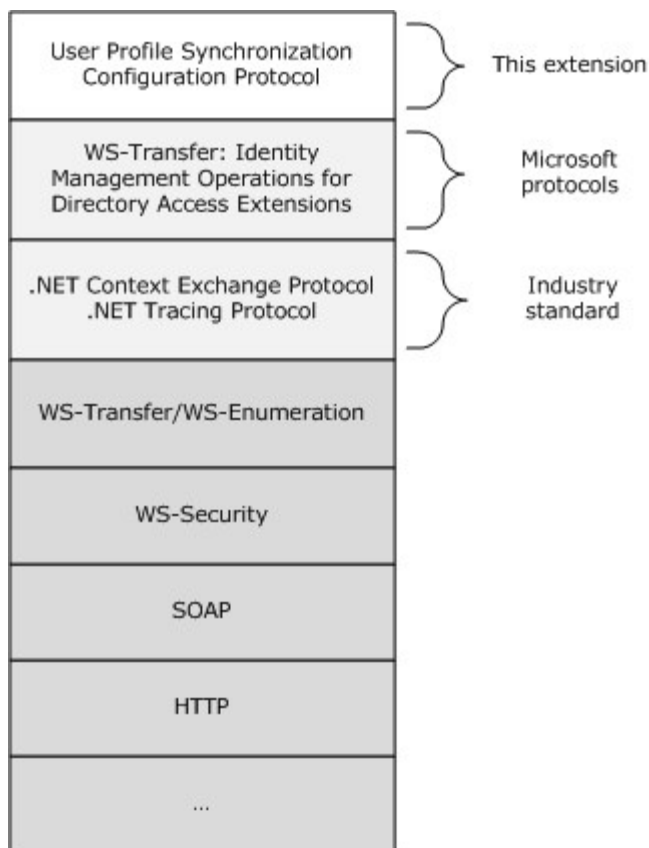 User Profile Synchronization
Configuration Protocol
This extension
WS-Transfer: Identity
Management Operations for
Directory Access Extensions
Microsoft
protocols
.NET Context Exchange Protocol
.NET Tracing Protocol
Industry
standard
WS-Transfer/WS-Enumeration
WS-Security
SOAP
HTTP
...